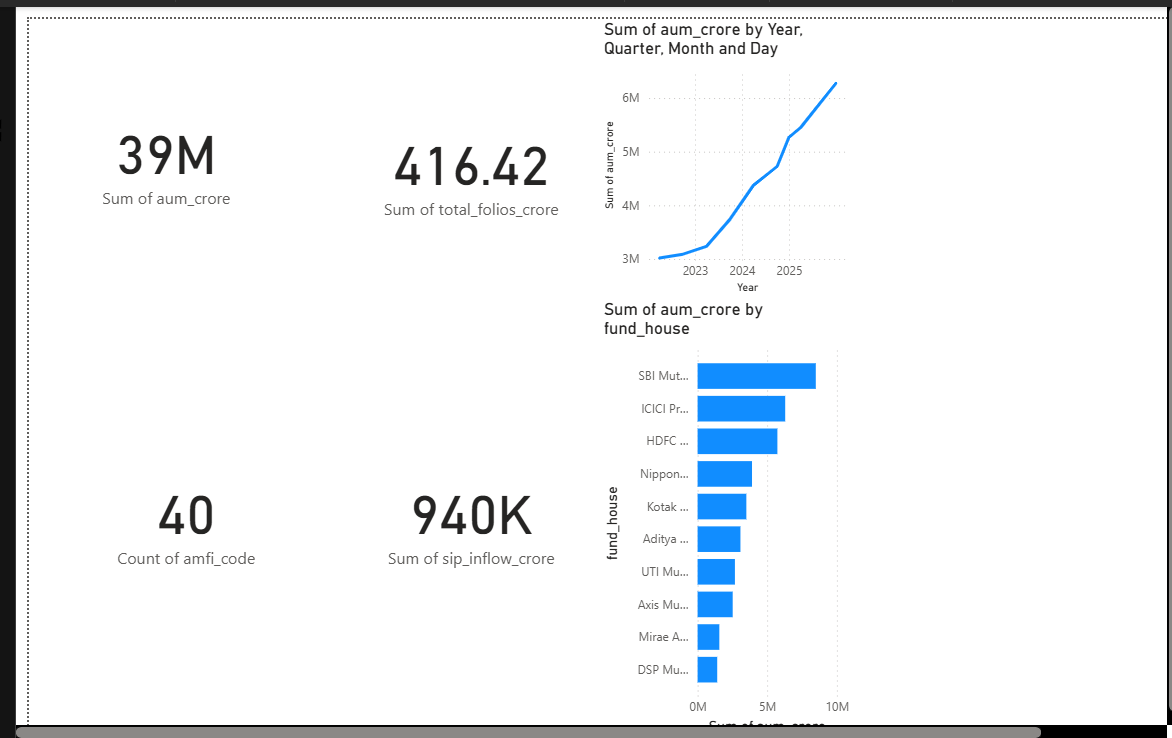 39M
Sum of aum_crore
416.42
Sum of total_folios_crore
40
Count of amfi_code
940K
Sum of sip_inflow_crore
Sum of aum_crore by Year,
Quarter, Month and Day
Sum of aum_crore
6M
5M
4M
3M
2023 2024 2025
Year
Sum of aum_crore by
fund_house
fund_house
SBI Mut...
ICICI Pr...
HDFC ...
Nippon...
Kotak ...
Aditya ...
UTI Mu...
Axis Mu...
Mirae A...
DSP Mu...
0M 5M 10M
Sum of aum_crore